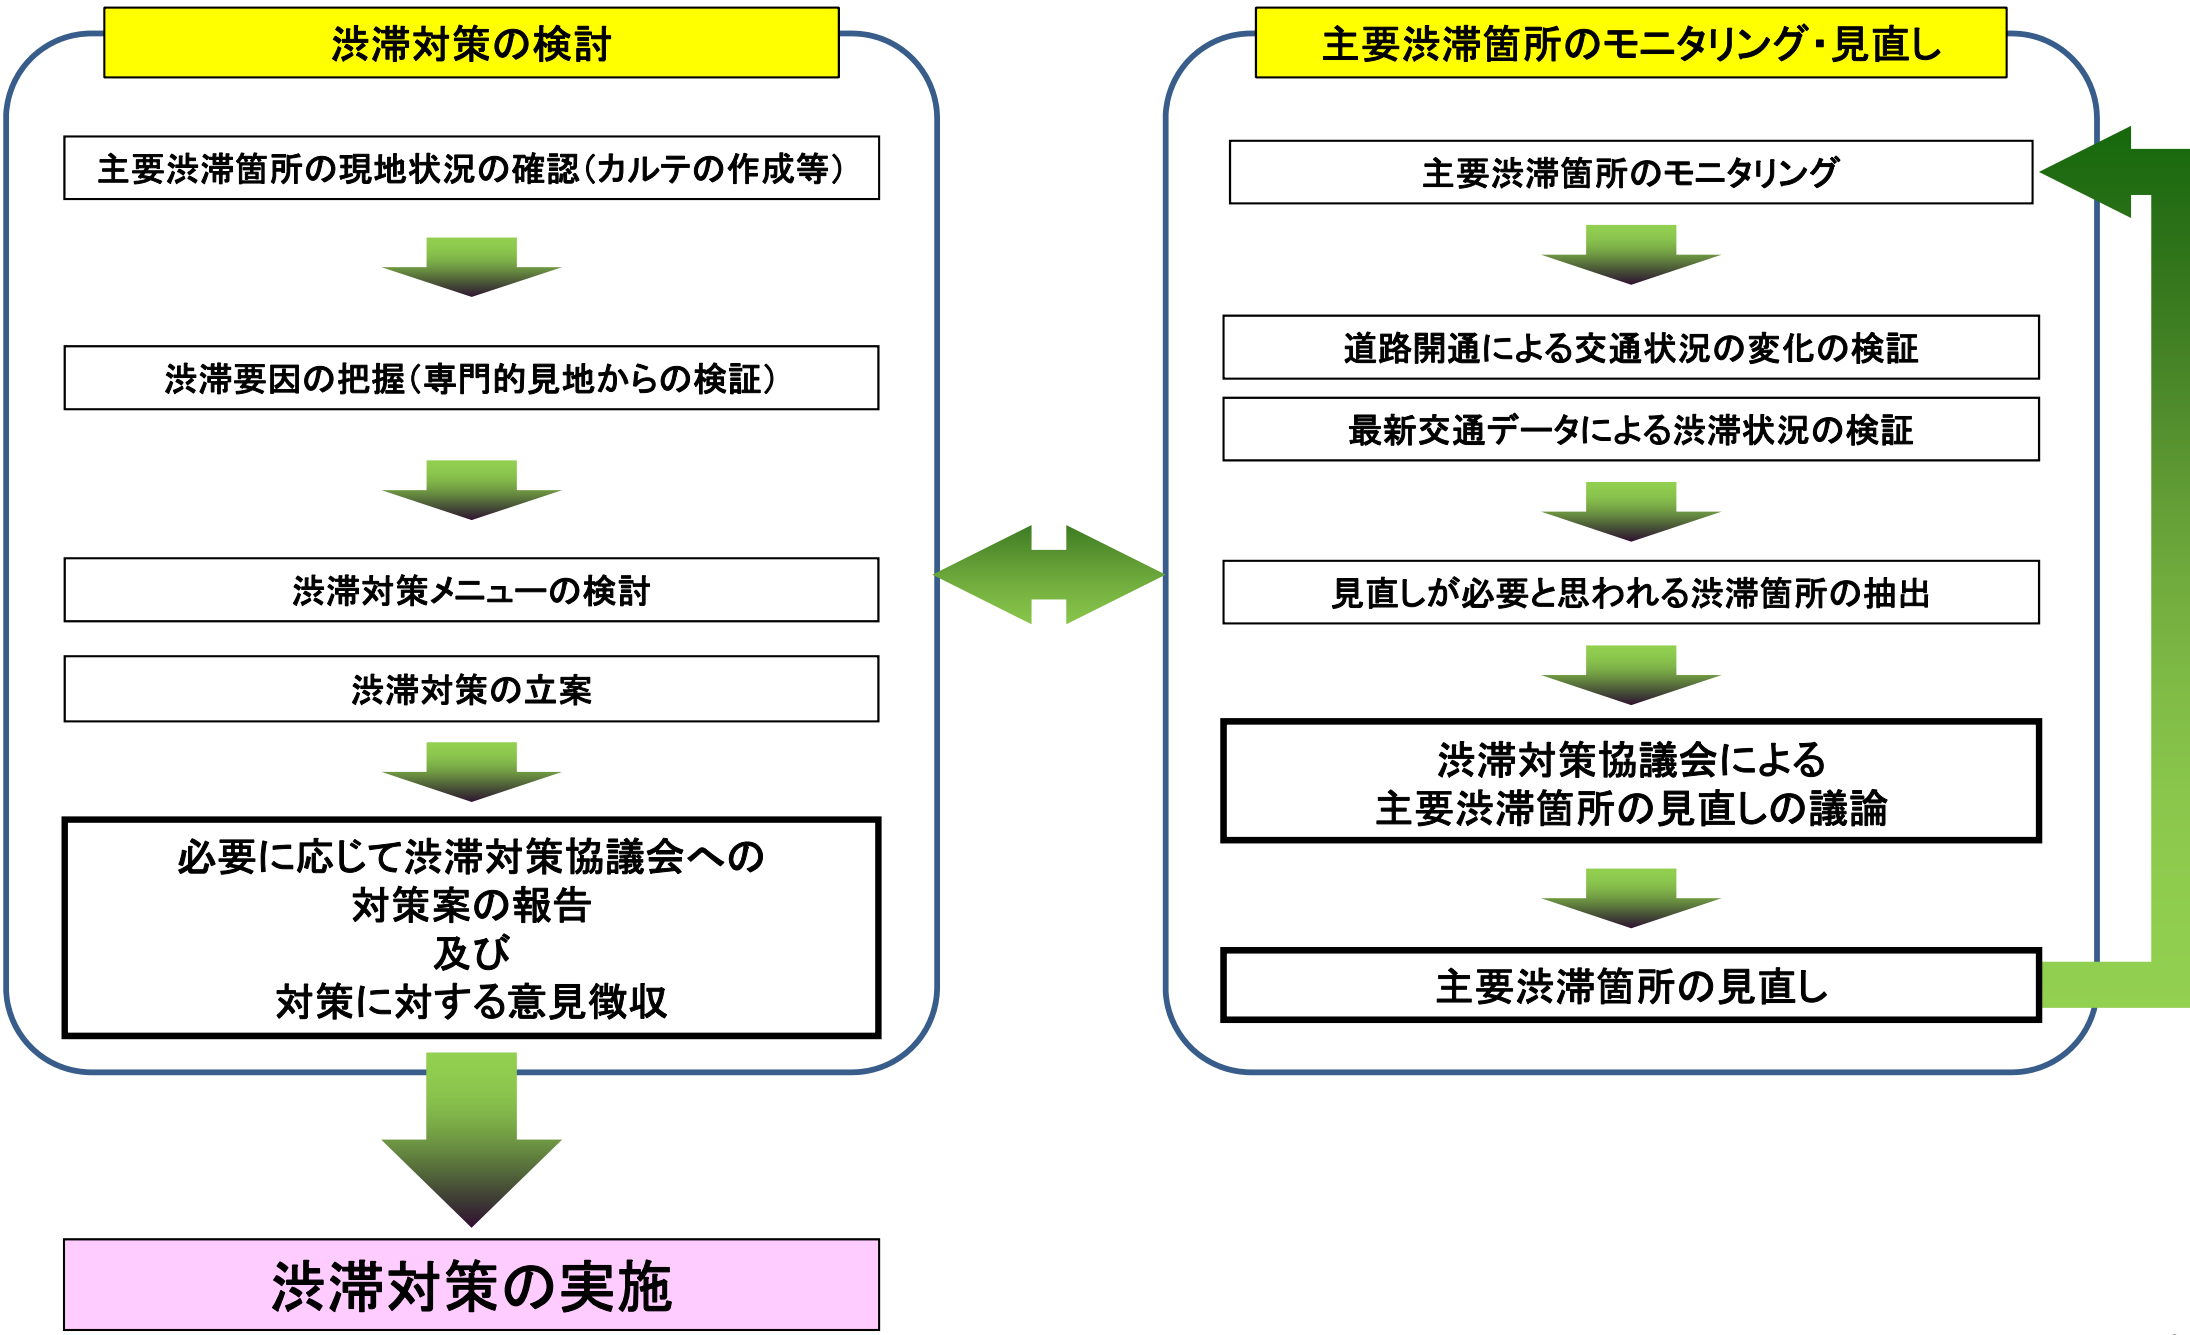 渋滞対策の検討
主要渋滞箇所の現地状況の確認（カルテの作成等）
渋滞要因の把握（専門的見地からの検証）
渋滞対策メニューの検討
渋滞対策の立案
必要に応じて渋滞対策協議会への
対策案の報告
及び
対策に対する意見徴収
渋滞対策の実施
主要渋滞箇所のモニタリング・見直し
主要渋滞箇所のモニタリング
道路開通による交通状況の変化の検証
最新交通データによる渋滞状況の検証
見直しが必要と思われる渋滞箇所の抽出
渋滞対策協議会による
主要渋滞箇所の見直しの議論
主要渋滞箇所の見直し